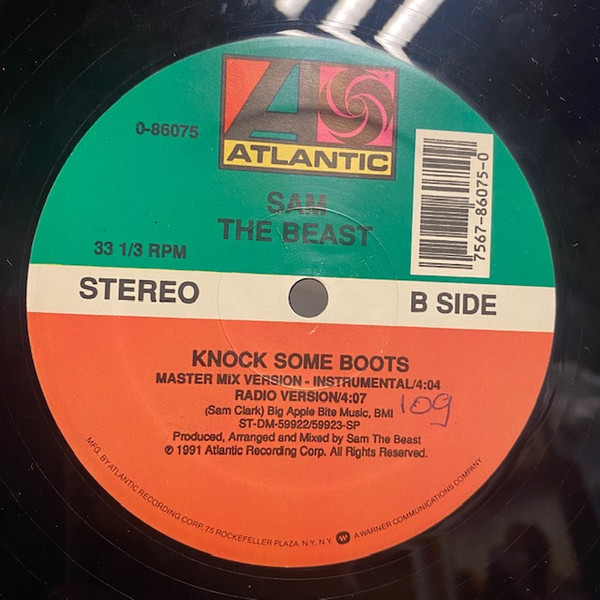 0-86075
ATLANTIC
SAM
THE BEAST
33 1/3 RPM
7567-86075-0
STEREO
B SIDE
KNOCK SOME BOOTS
MASTER MIX VERSION - INSTRUMENTAL/4:04
RADIO VERSION/4:07
109
(Sam Clark) Big Apple Bite Music, BMI
ST-DM-59922/59923-SP
Produced, Arranged and Mixed by Sam The Beast
℗ 1991 Atlantic Recording Corp. All Rights Reserved.
MFG. BY ATLANTIC RECORDING CORP. 75 ROCKEFELLER PLAZA, N.Y. N.Y. A WARNER COMMUNICATIONS COMPANY